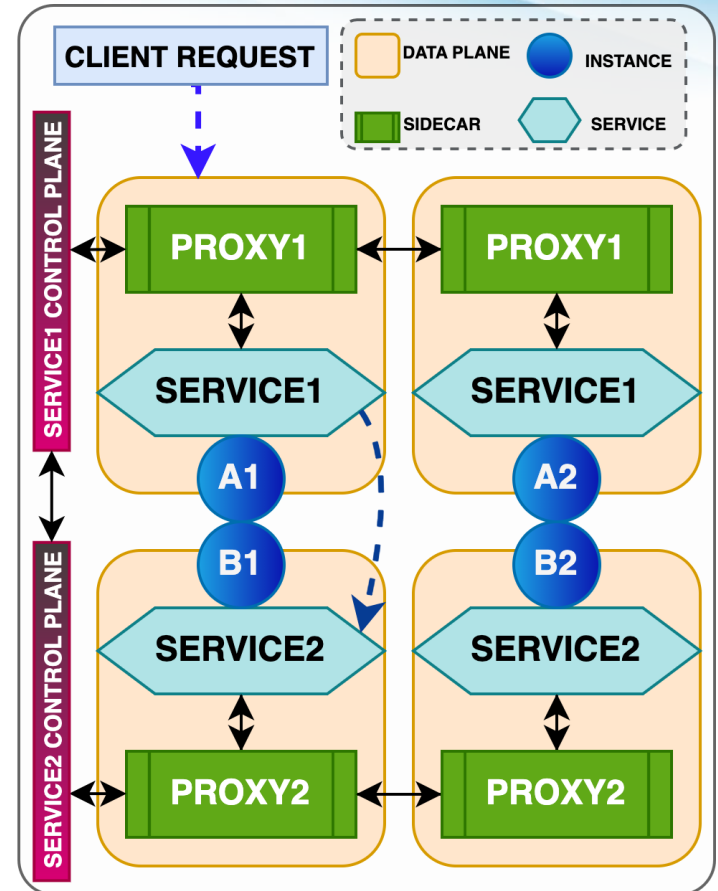 CLIENT REQUEST
DATA PLANE
INSTANCE
SIDECAR
SERVICE
SERVICE1 CONTROL PLANE
PROXY1
PROXY1
SERVICE1
SERVICE1
A1
A2
B1
B2
SERVICE2 CONTROL PLANE
SERVICE2
SERVICE2
PROXY2
PROXY2